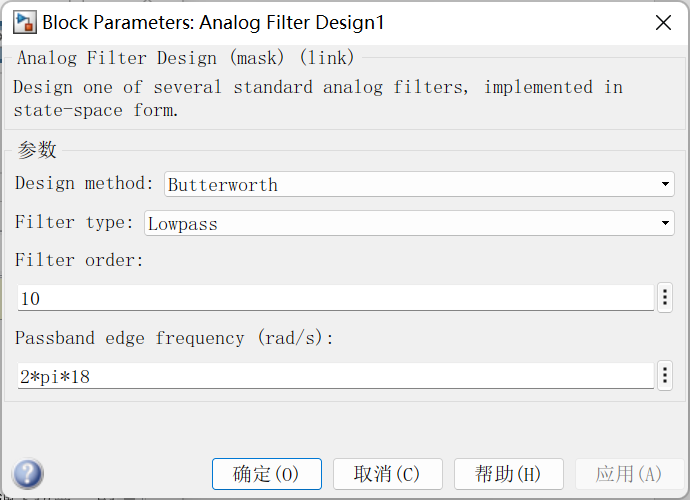 Block Parameters: Analog Filter Design1
Analog Filter Design (mask) (link)
Design one of several standard analog filters, implemented in
state-space form.
参数
Design method: Butterworth
Filter type: Lowpass
Filter order:
10
Passband edge frequency (rad/s):
2*pi*18
确定(O) 取消(C) 帮助(H) 应用(A)